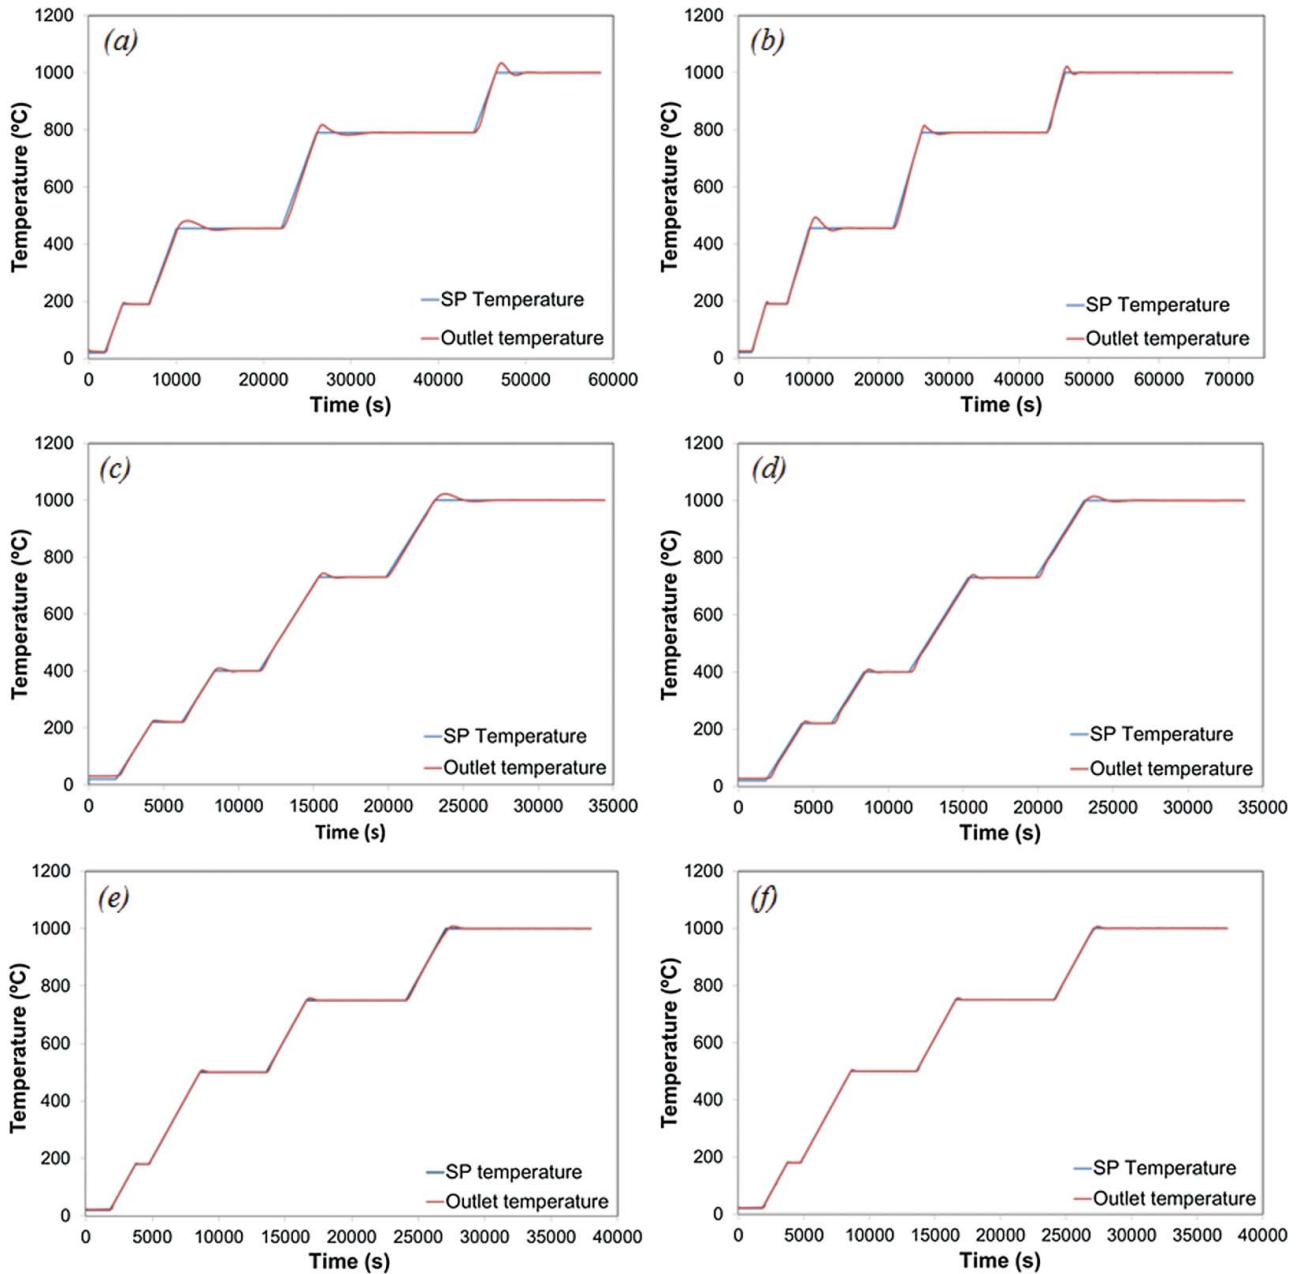 (a)
1200
1000
800
600
400
200
0
Temperature (ºC)
SP Temperature
Outlet temperature
0 10000 20000 30000 40000 50000 60000
Time (s)
(b)
1200
1000
800
600
400
200
0
Temperature (ºC)
SP Temperature
Outlet temperature
0 10000 20000 30000 40000 50000 60000 70000
Time (s)
(c)
1200
1000
800
600
400
200
0
Temperature (ºC)
SP Temperature
Outlet temperature
0 5000 10000 15000 20000 25000 30000 35000
Time (s)
(d)
1200
1000
800
600
400
200
0
Temperature (ºC)
SP Temperature
Outlet temperature
0 5000 10000 15000 20000 25000 30000 35000
Time (s)
(e)
1200
1000
800
600
400
200
0
Temperature (ºC)
SP temperature
Outlet temperature
0 5000 10000 15000 20000 25000 30000 35000 40000
Time (s)
(f)
1200
1000
800
600
400
200
0
Temperature (ºC)
SP Temperature
Outlet temperature
0 5000 10000 15000 20000 25000 30000 35000 40000
Time (s)